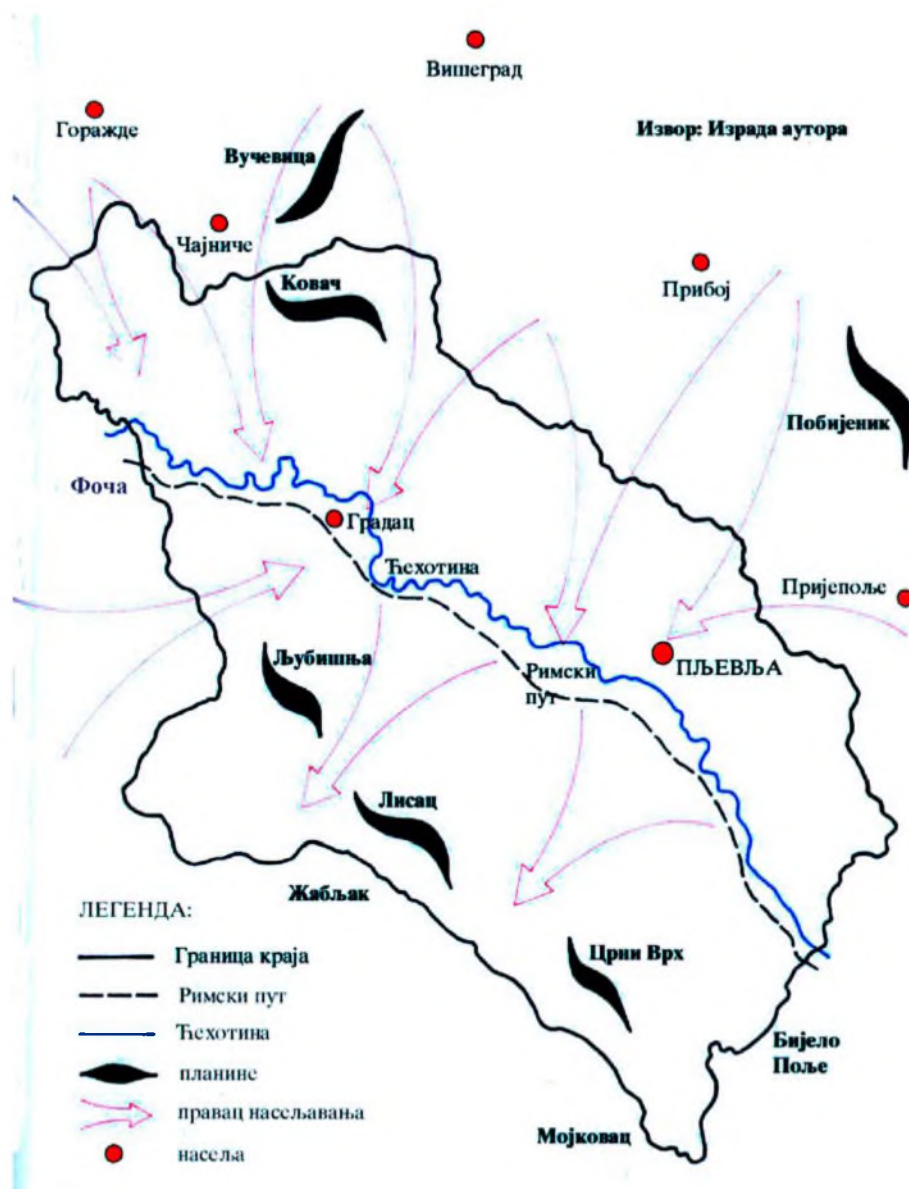 Вишеград
Горажде
Извор: Израда аутора
Вучевица
Чајниче
Ковач
Прибој
Побијеник
Фоча
Градац
Ћехотина
Пријепоље
Љубишња
ПЉЕВЉА
Римски
пут
Лисац
Жабљак
ЛЕГЕНДА:
Граница краја
Римски пут
Ћехотина
планине
правац насељавања
насеља
Црни Врх
Бијело
Поље
Мојковац